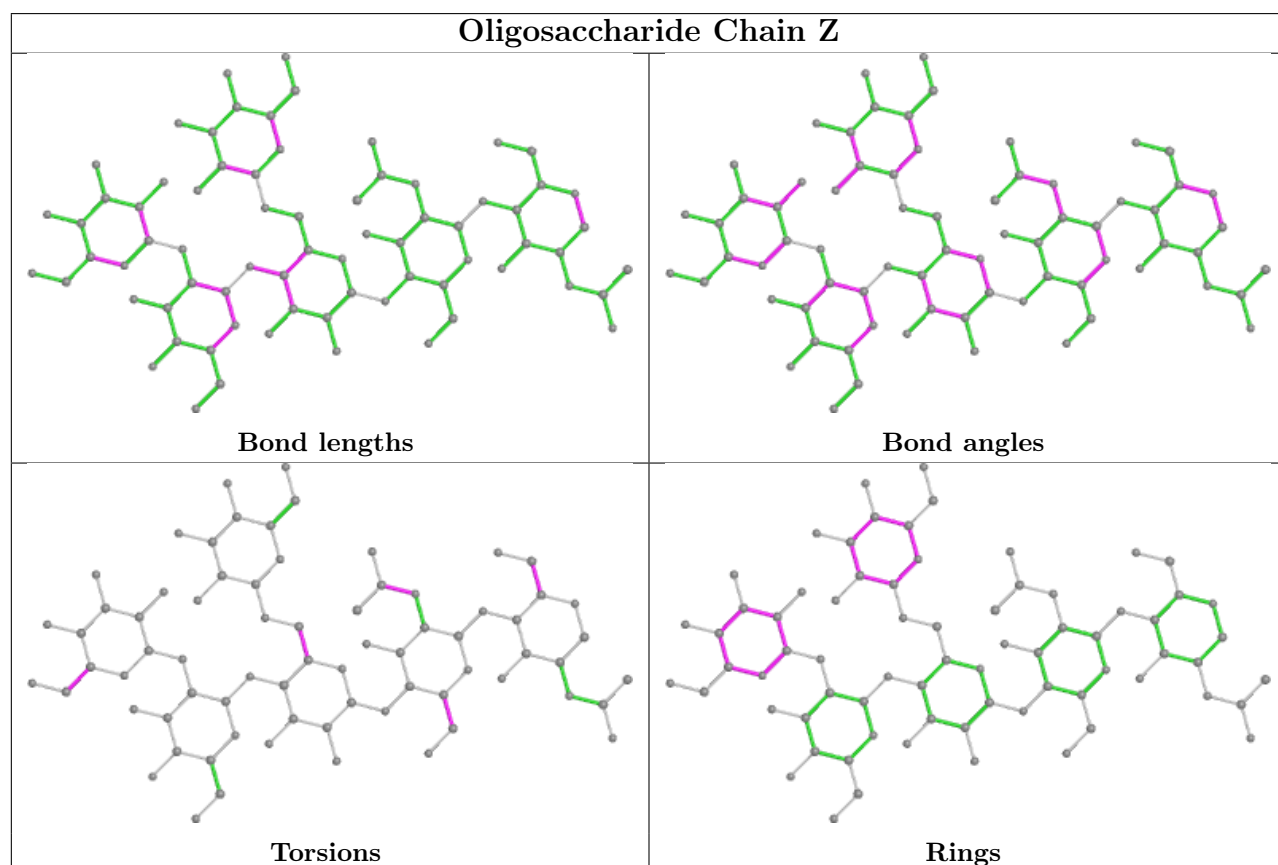 Oligosaccharide Chain Z
Bond lengths
Bond angles
Torsions
Rings